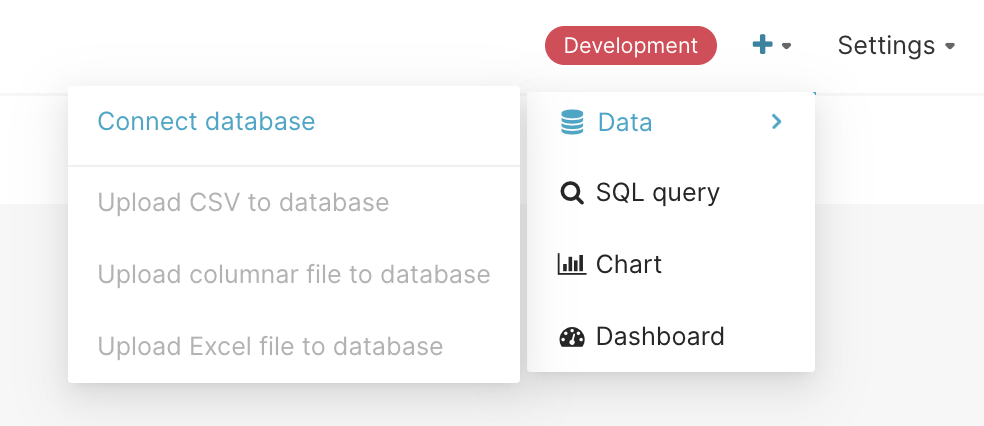 Development
Settings
Connect database
Upload CSV to database
Upload columnar file to database
Upload Excel file to database
Data
SQL query
Chart
Dashboard